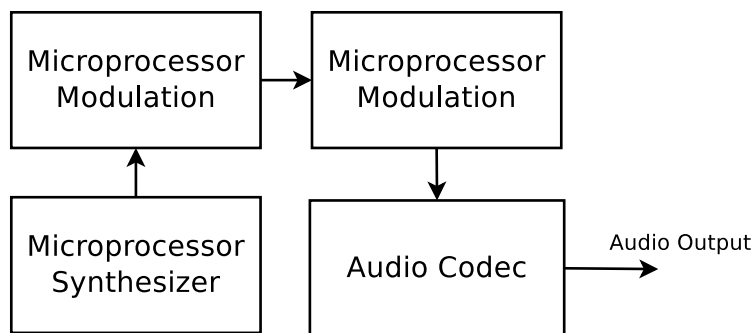 Microprocessor
Modulation
Microprocessor
Modulation
Microprocessor
Synthesizer
Audio Codec
Audio Output